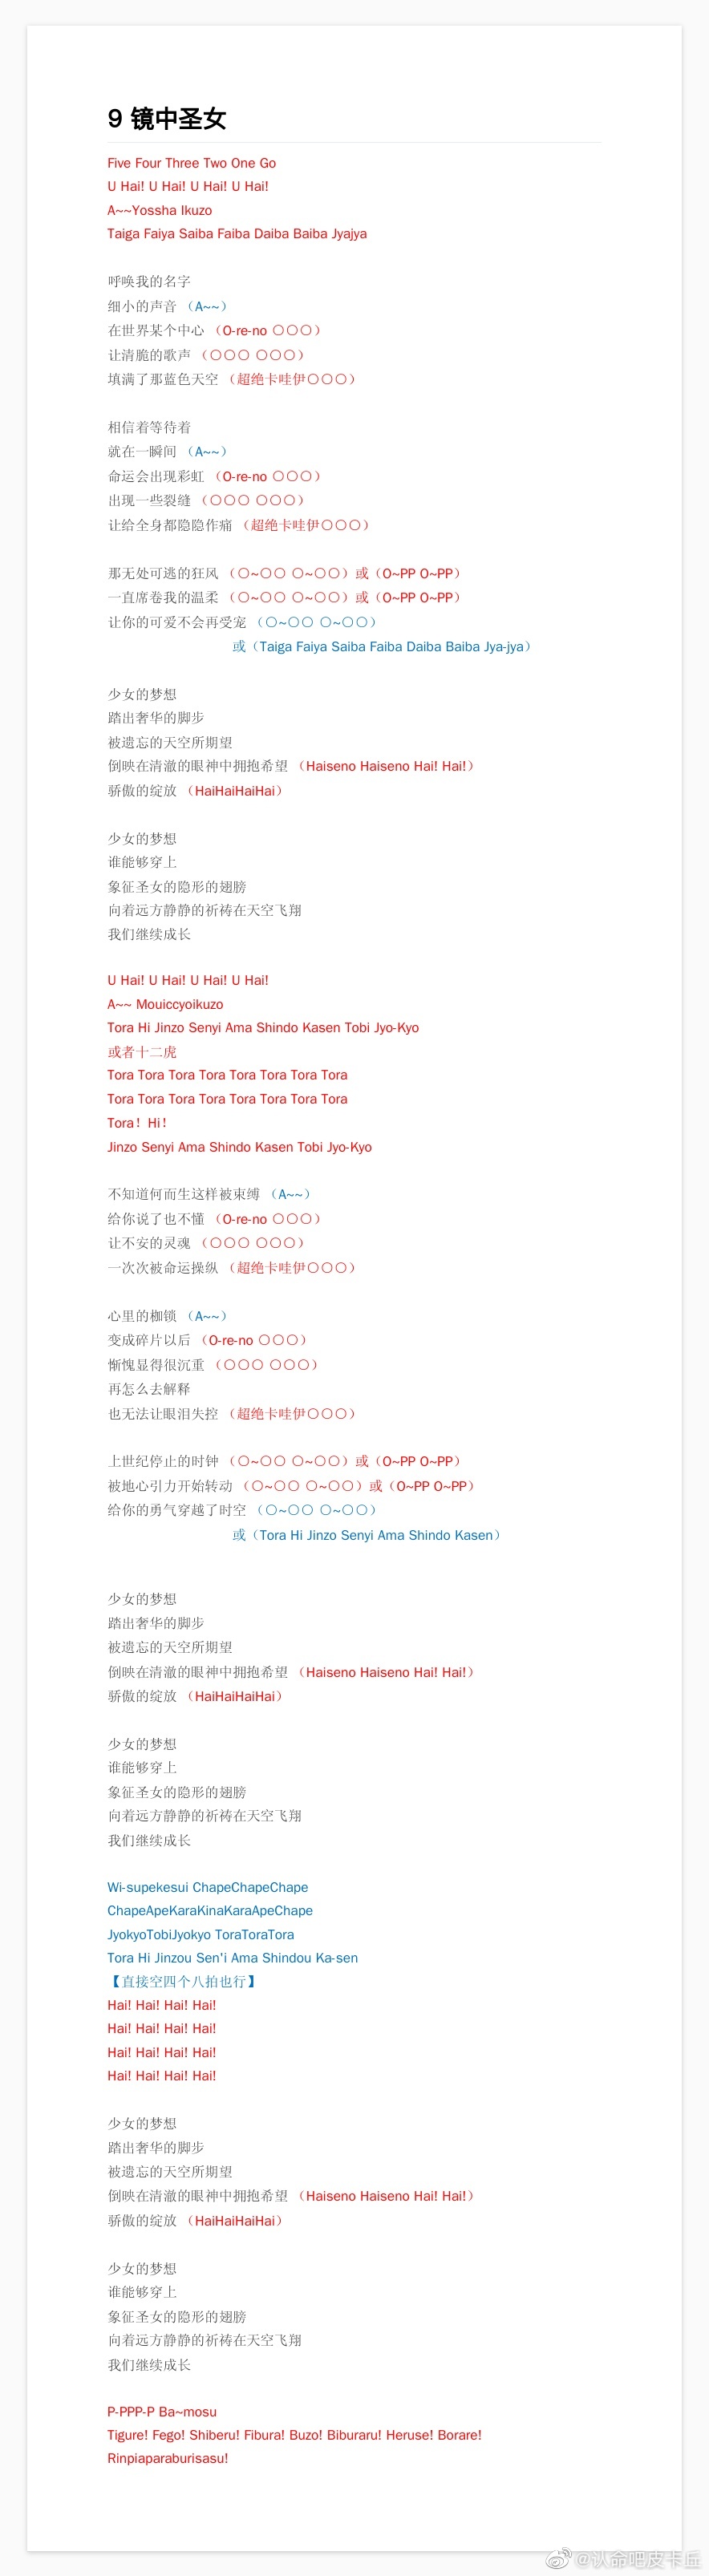 9 镜中圣女
Five Four Three Two One Go
U Hai! U Hai! U Hai! U Hai!
A~~Yossha Ikuzo
Taiga Faiya Saiba Faiba Daiba Baiba Jyajya
呼唤我的名字
细小的声音（A~~）
在世界某个中心（O-re-no 〇〇〇）
让清脆的歌声（〇〇〇 〇〇〇）
填满了那蓝色天空（超绝卡哇伊〇〇〇）
相信着等待着
就在一瞬间（A~~）
命运会出现彩虹（O-re-no 〇〇〇）
出现一些裂缝（〇〇〇 〇〇〇）
让给全身都隐隐作痛（超绝卡哇伊〇〇〇）
那无处可逃的狂风（〇~〇〇 〇~〇〇）或（O~PP O~PP）
一直席卷我的温柔（〇~〇〇 〇~〇〇）或（O~PP O~PP）
让你的可爱不会再受宠（〇~〇〇 〇~〇〇）
或（Taiga Faiya Saiba Faiba Daiba Baiba Jya-jya）
少女的梦想
踏出奢华的脚步
被遗忘的天空所期望
倒映在清澈的眼神中拥抱希望（Haiseno Haiseno Hai! Hai!）
骄傲的绽放（HaiHaiHaiHai）
少女的梦想
谁能够穿上
象征圣女的隐形的翅膀
向着远方静静的祈祷在天空飞翔
我们继续成长
U Hai! U Hai! U Hai! U Hai!
A~~ Mouiccyoikuzo
Tora Hi Jinzo Senyi Ama Shindo Kasen Tobi Jyo-Kyo
或者十二虎
Tora Tora Tora Tora Tora Tora Tora Tora
Tora Tora Tora Tora Tora Tora Tora Tora
Tora！Hi！
Jinzo Senyi Ama Shindo Kasen Tobi Jyo-Kyo
不知道何而生这样被束缚（A~~）
给你说了也不懂（O-re-no 〇〇〇）
让不安的灵魂（〇〇〇 〇〇〇）
一次次被命运操纵（超绝卡哇伊〇〇〇）
心里的枷锁（A~~）
变成碎片以后（O-re-no 〇〇〇）
惭愧显得很沉重（〇〇〇 〇〇〇）
再怎么去解释
也无法让眼泪失控（超绝卡哇伊〇〇〇）
上世纪停止的时钟（〇~〇〇 〇~〇〇）或（O~PP O~PP）
被地心引力开始转动（〇~〇〇 〇~〇〇）或（O~PP O~PP）
给你的勇气穿越了时空（〇~〇〇 〇~〇〇）
或（Tora Hi Jinzo Senyi Ama Shindo Kasen）
少女的梦想
踏出奢华的脚步
被遗忘的天空所期望
倒映在清澈的眼神中拥抱希望（Haiseno Haiseno Hai! Hai!）
骄傲的绽放（HaiHaiHaiHai）
少女的梦想
谁能够穿上
象征圣女的隐形的翅膀
向着远方静静的祈祷在天空飞翔
我们继续成长
Wi-supekesui ChapeChapeChape
ChapeApeKaraKinaKaraApeChape
JyokyoTobiJyokyo ToraToraTora
Tora Hi Jinzou Sen'i Ama Shindou Ka-sen
【直接空四个八拍也行】
Hai! Hai! Hai! Hai!
Hai! Hai! Hai! Hai!
Hai! Hai! Hai! Hai!
Hai! Hai! Hai! Hai!
少女的梦想
踏出奢华的脚步
被遗忘的天空所期望
倒映在清澈的眼神中拥抱希望（Haiseno Haiseno Hai! Hai!）
骄傲的绽放（HaiHaiHaiHai）
少女的梦想
谁能够穿上
象征圣女的隐形的翅膀
向着远方静静的祈祷在天空飞翔
我们继续成长
P-PPP-P Ba~mosu
Tigure! Fego! Shiberu! Fibura! Buzo! Biburaru! Heruse! Borare!
Rinpiaparaburisasu!
@认命吧皮卡丘